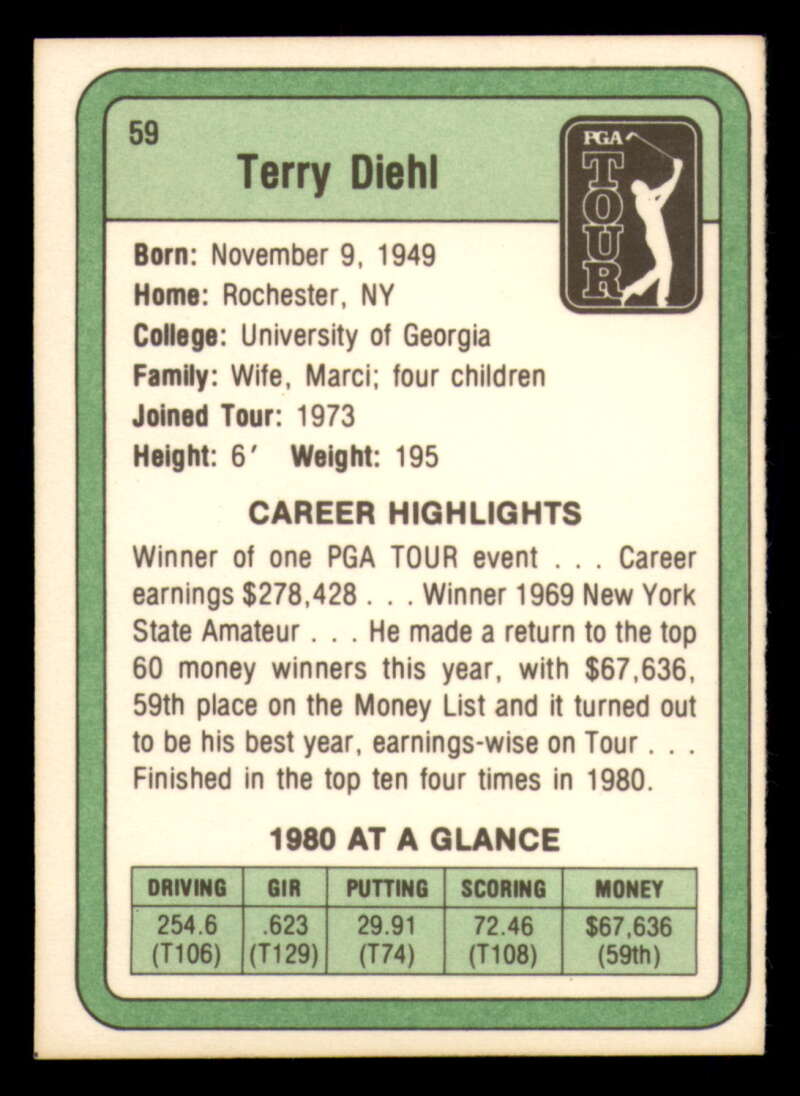 59
Terry Diehl
PGA
TOUR
Born: November 9, 1949
Home: Rochester, NY
College: University of Georgia
Family: Wife, Marci; four children
Joined Tour: 1973
Height: 6′ Weight: 195
CAREER HIGHLIGHTS
Winner of one PGA TOUR event . . . Career
earnings $278,428 . . . Winner 1969 New York
State Amateur . . . He made a return to the top
60 money winners this year, with $67,636,
59th place on the Money List and it turned out
to be his best year, earnings-wise on Tour . . .
Finished in the top ten four times in 1980.
1980 AT A GLANCE
DRIVING GIR PUTTING SCORING MONEY
254.6 .623 29.91 72.46 $67,636
(T106) (T129) (T74) (T108) (59th)